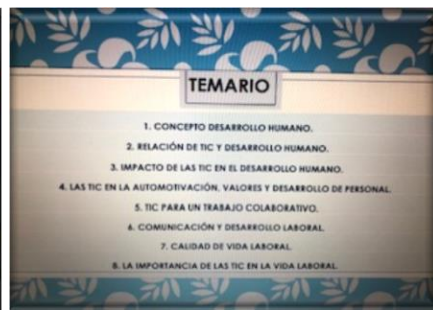 TEMARIO
1. CONCEPTO DESARROLLO HUMANO.
2. RELACIÓN DE TIC Y DESARROLLO HUMANO.
3. IMPACTO DE LAS TIC EN EL DESARROLLO HUMANO.
4. LAS TIC EN LA AUTOMOTIVACIÓN, VALORES Y DESARROLLO DE PERSONAL.
5. TIC PARA UN TRABAJO COLABORATIVO.
6. COMUNICACIÓN Y DESARROLLO LABORAL.
7. CALIDAD DE VIDA LABORAL.
8. LA IMPORTANCIA DE LAS TIC EN LA VIDA LABORAL.